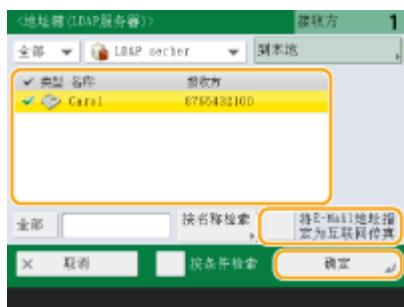 <地址簿(LDAP服务器)> 接收方 1
全部 LDAP sercher 到本地
类型 名称 接收方
Carol 8765432100
全部 按名称检索 将E-Mail地址指
定为互联网传真
× 取消 按条件检索 确定